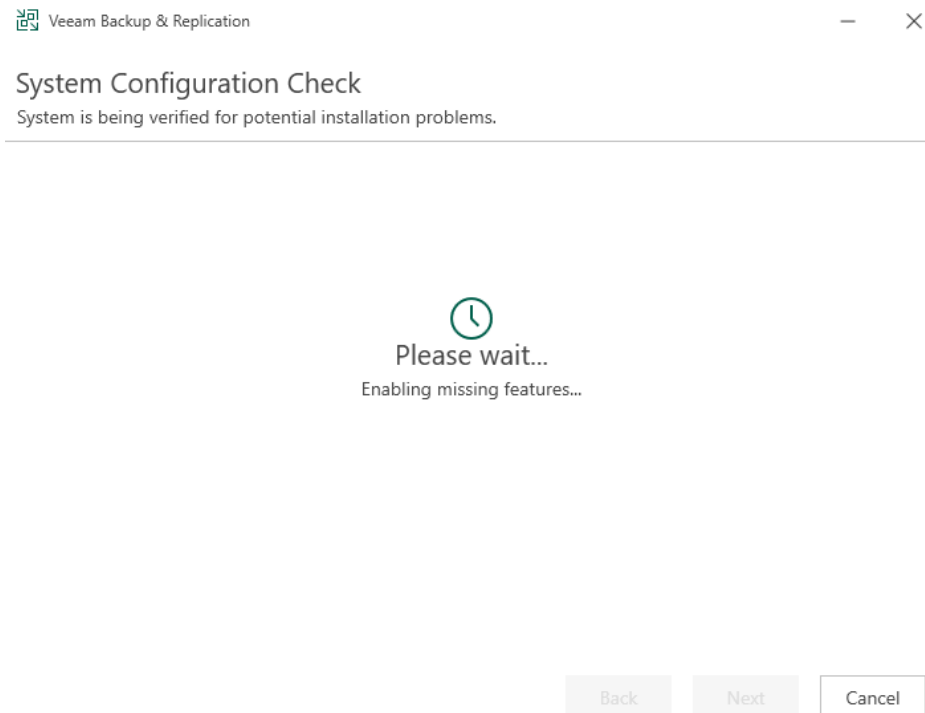 Veeam Backup & Replication
System Configuration Check
System is being verified for potential installation problems.
Please wait...
Enabling missing features...
Back Next Cancel